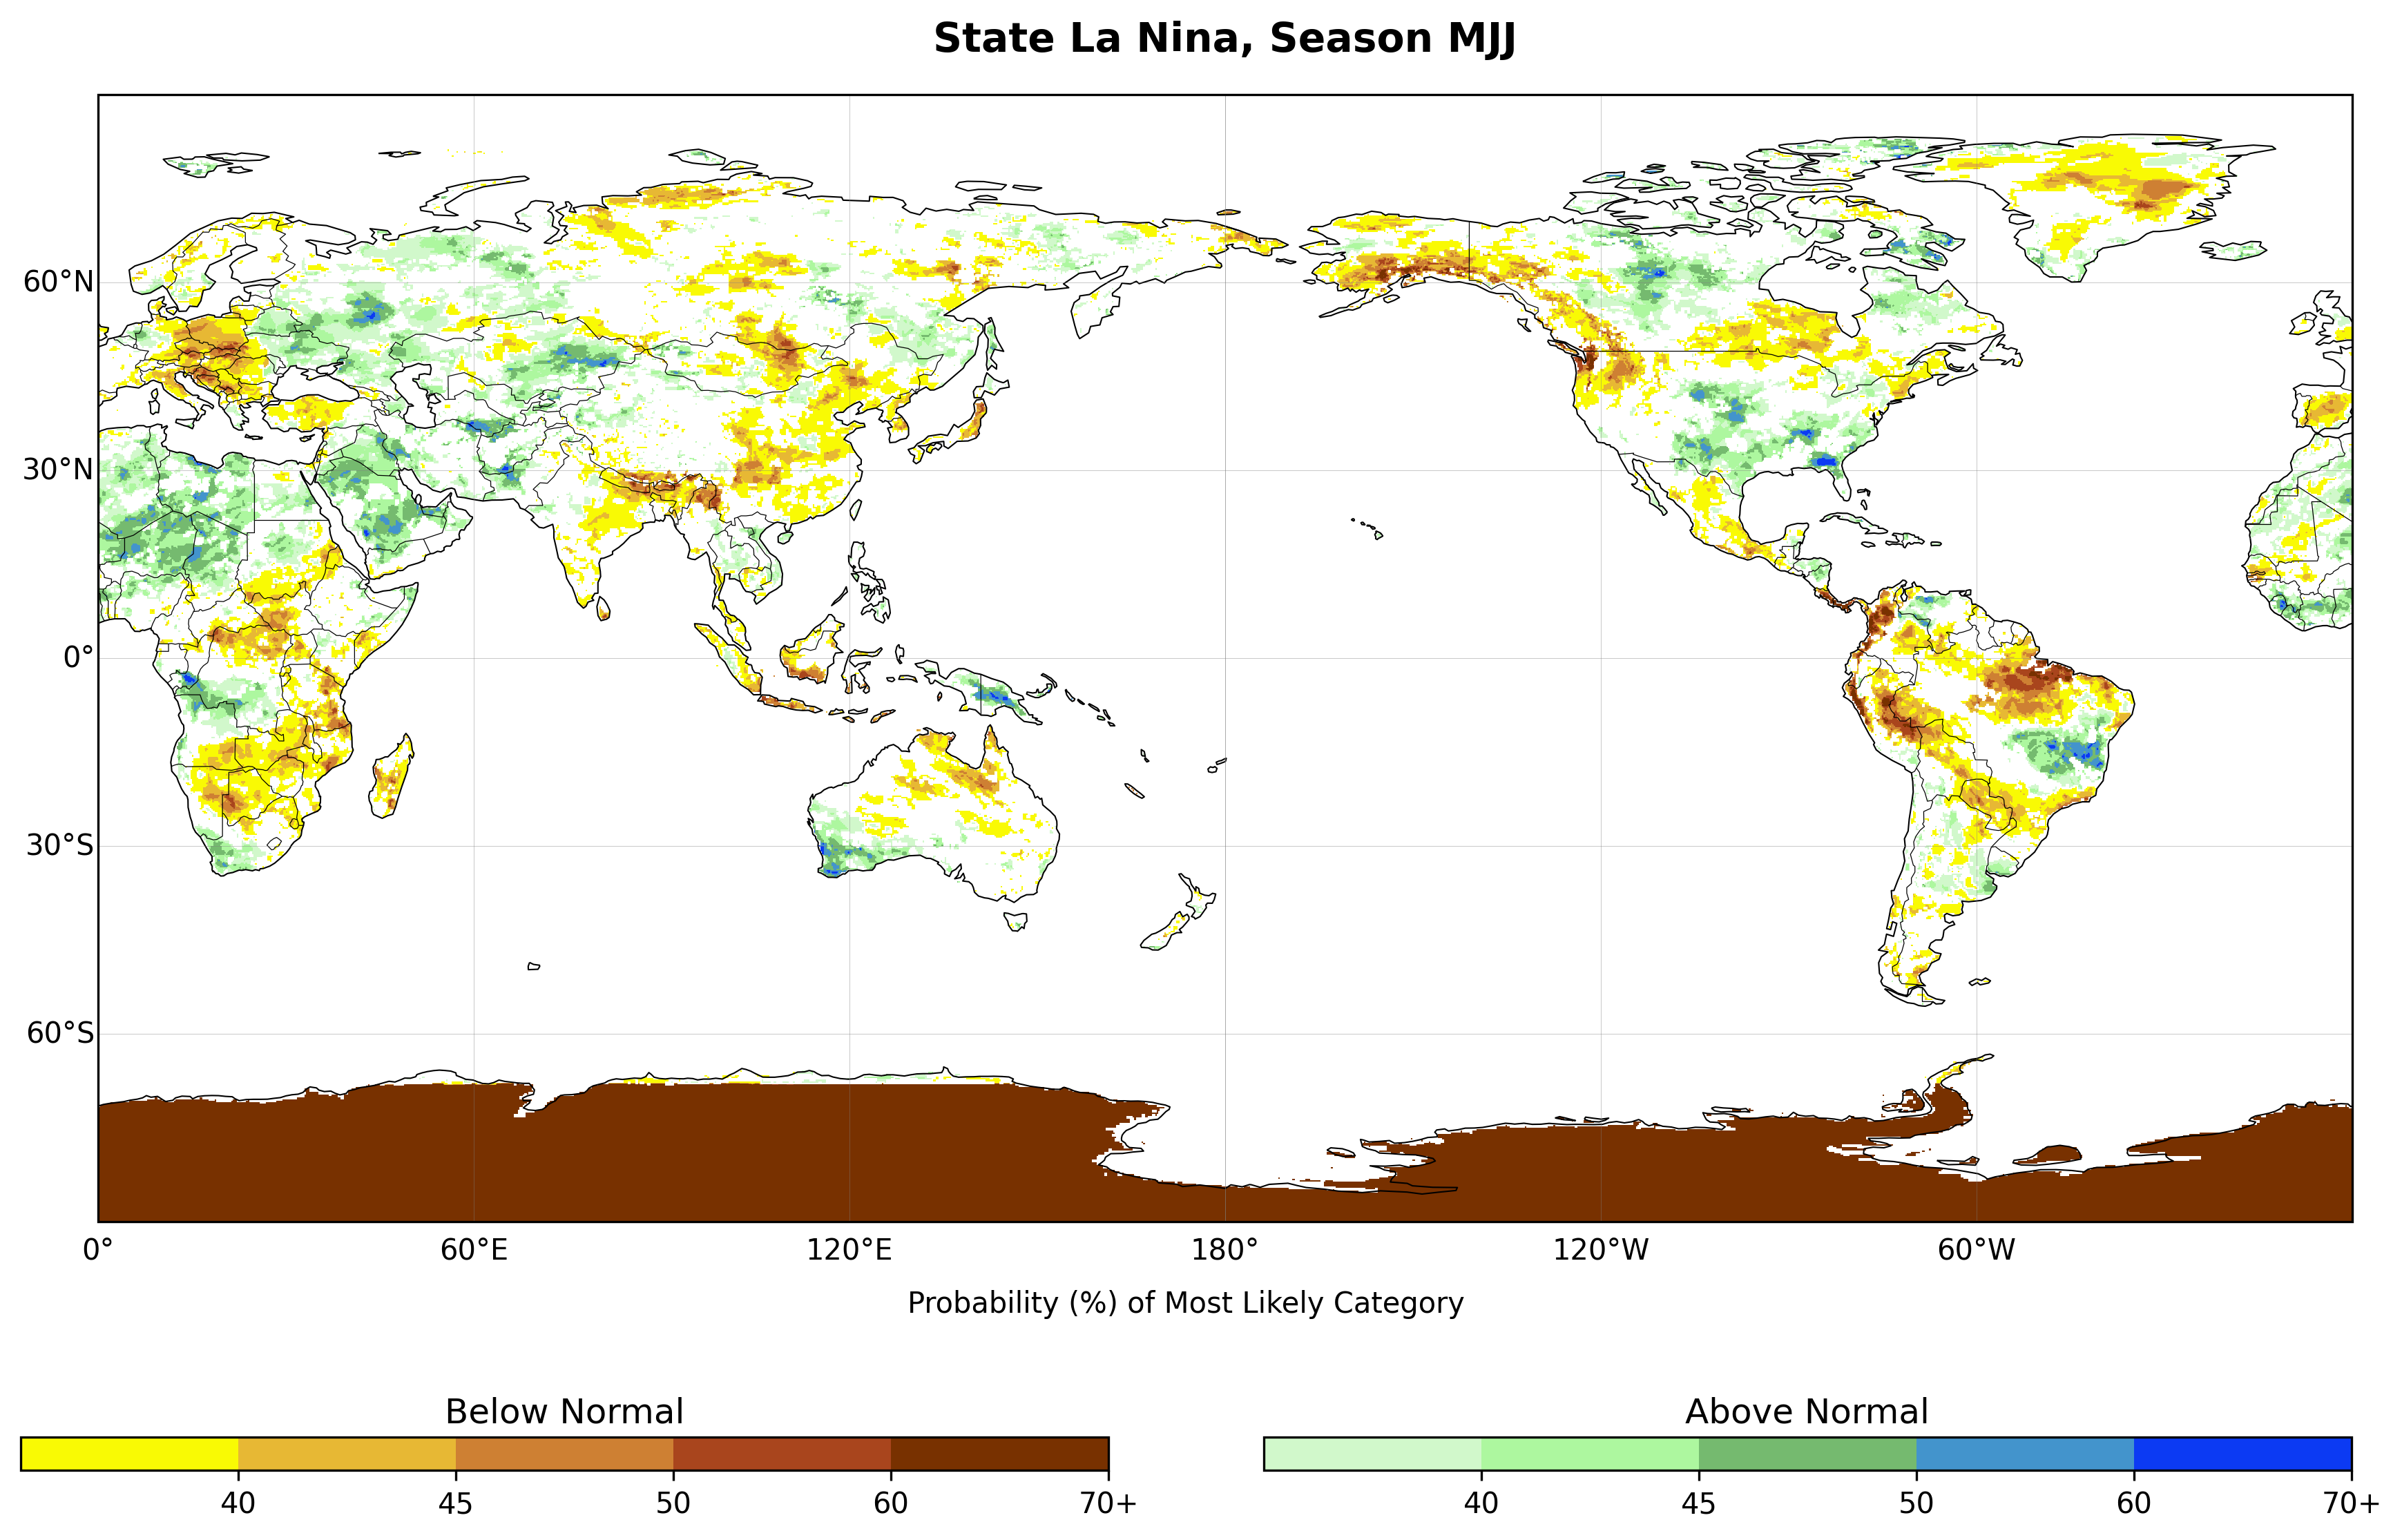 State La Nina, Season MJJ
60°N
30°N
0°
30°S
60°S
0° 60°E 120°E 180° 120°W 60°W
Probability (%) of Most Likely Category
Below Normal Above Normal
40 45 50 60 70+ 40 45 50 60 70+